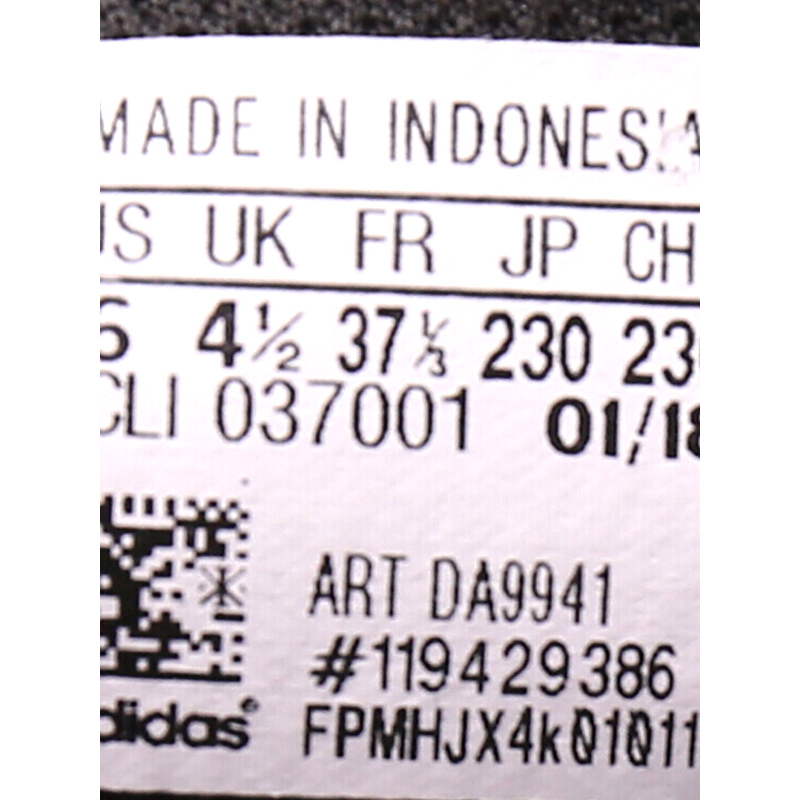 MADE IN INDONESIA
US UK FR JP CH
6 4½ 37⅓ 230 23
CLI 037001 01/18
ART DA9941
#119429386
adidas®
FPMHJX4k01011